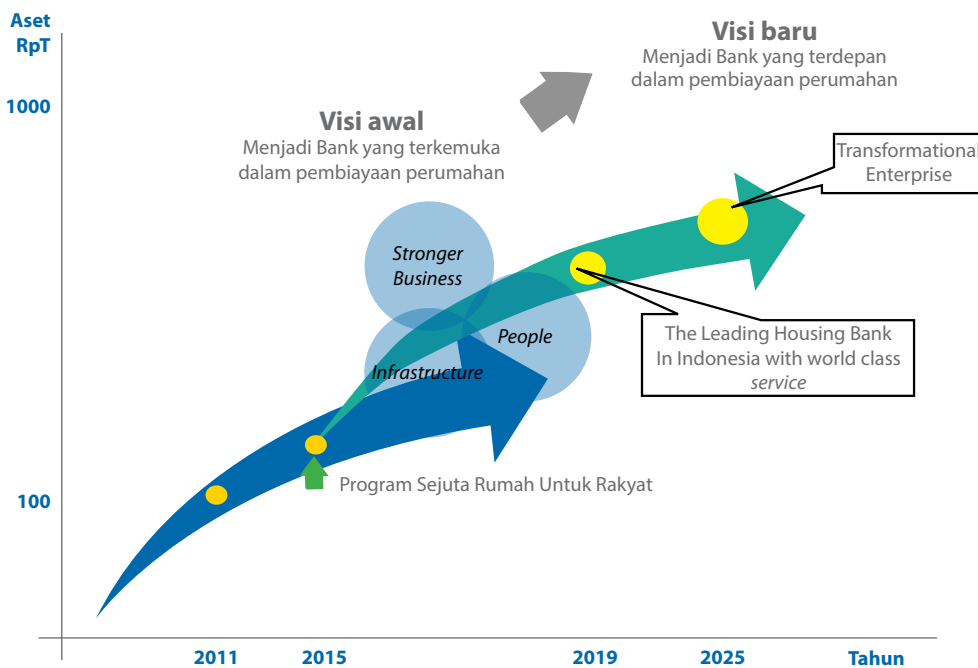 Aset
RpT
1000
100
Visi awal
Menjadi Bank yang terkemuka
dalam pembiayaan perumahan
Visi baru
Menjadi Bank yang terdepan
dalam pembiayaan perumahan
Transformational
Enterprise
Stronger
Business
People
Infrastructure
The Leading Housing Bank
In Indonesia with world class
service
Program Sejuta Rumah Untuk Rakyat
2011
2015
2019
2025
Tahun